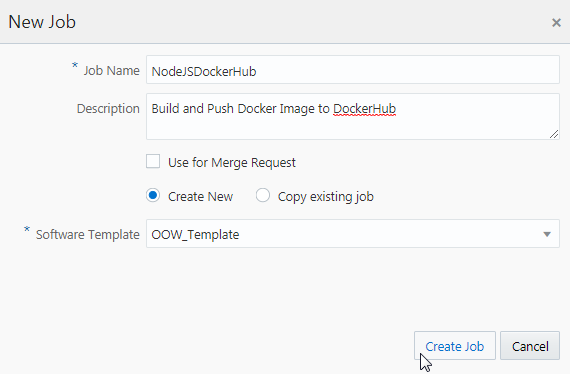 New Job
×
* Job Name NodeJSDockerHub
Description Build and Push Docker Image to DockerHub
Use for Merge Request
Create New Copy existing job
* Software Template OOW_Template
Create Job Cancel